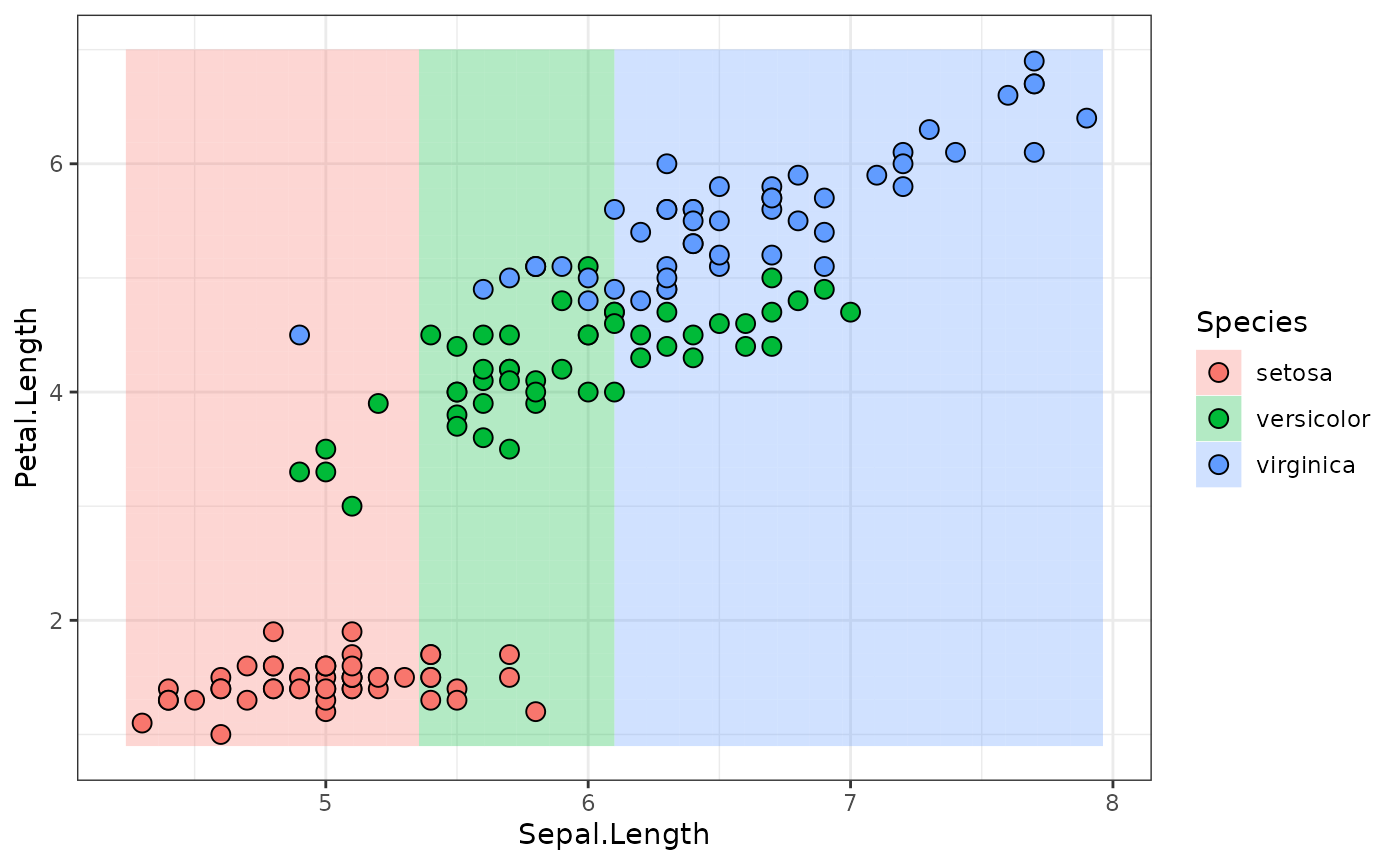 6
4
2
Petal.Length
5 6 7 8
Sepal.Length
Species
setosa
versicolor
virginica